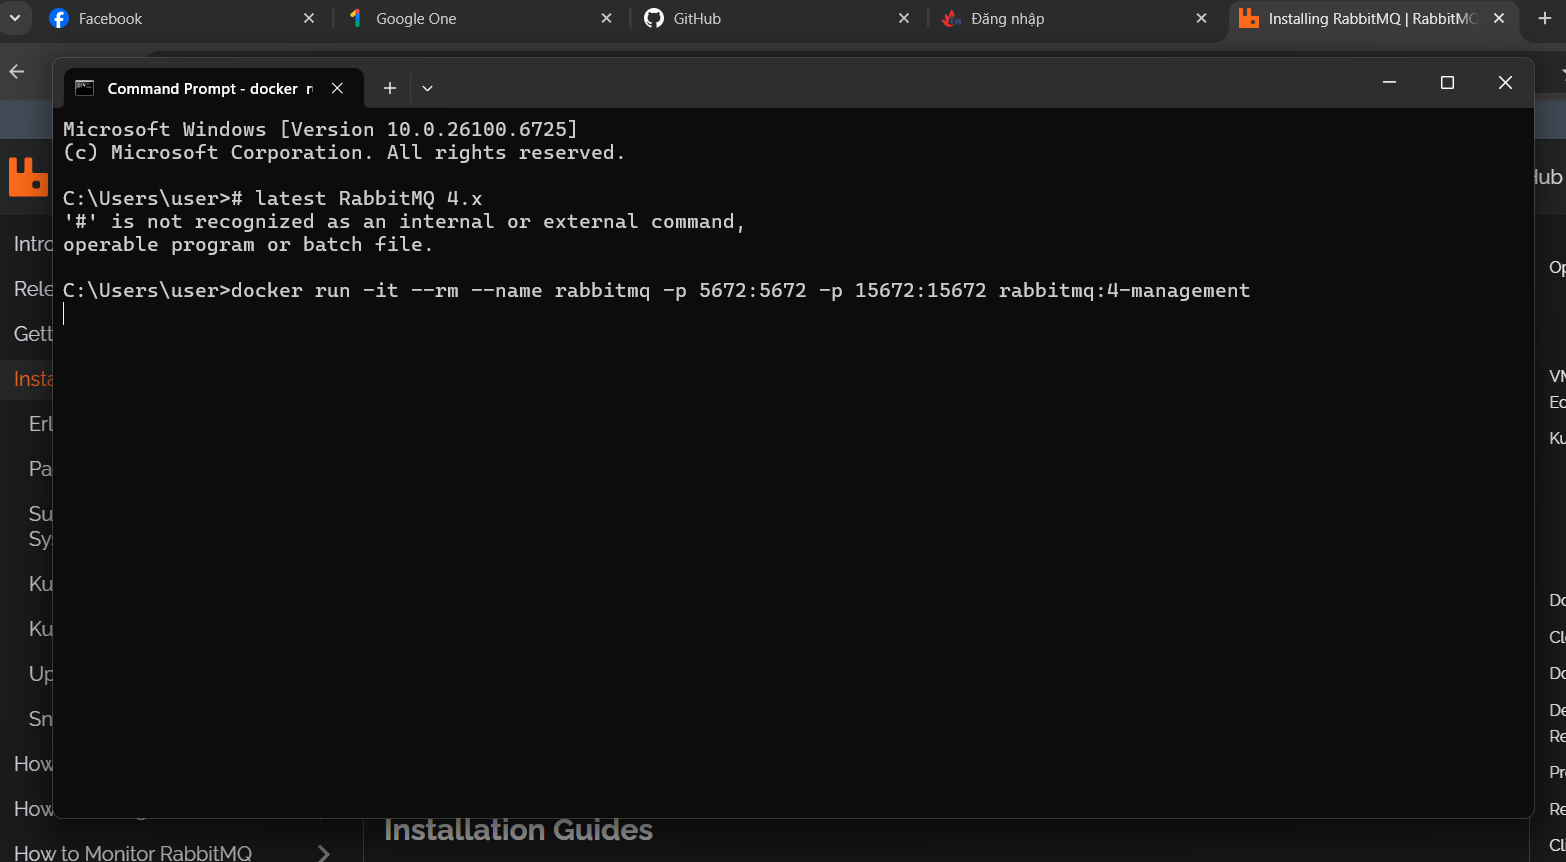 Facebook
Google One
GitHub
Đăng nhập
Installing RabbitMQ | RabbitMQ
Command Prompt - docker
Microsoft Windows [Version 10.0.26100.6725]
(c) Microsoft Corporation. All rights reserved.
C:\Users\user># latest RabbitMQ 4.x
'#' is not recognized as an internal or external command,
operable program or batch file.
C:\Users\user>docker run -it --rm --name rabbitmq -p 5672:5672 -p 15672:15672 rabbitmq:4-management
Intro
Rele
Gett
Insta
Erl
Pa
Su
Sys
Ku
Ku
Up
Sn
How
How
How to Monitor RabbitMQ
Installation Guides
Hub
Op
VM
Ku
Do
Cl
Do
De
Re
Pr
Re
Cl